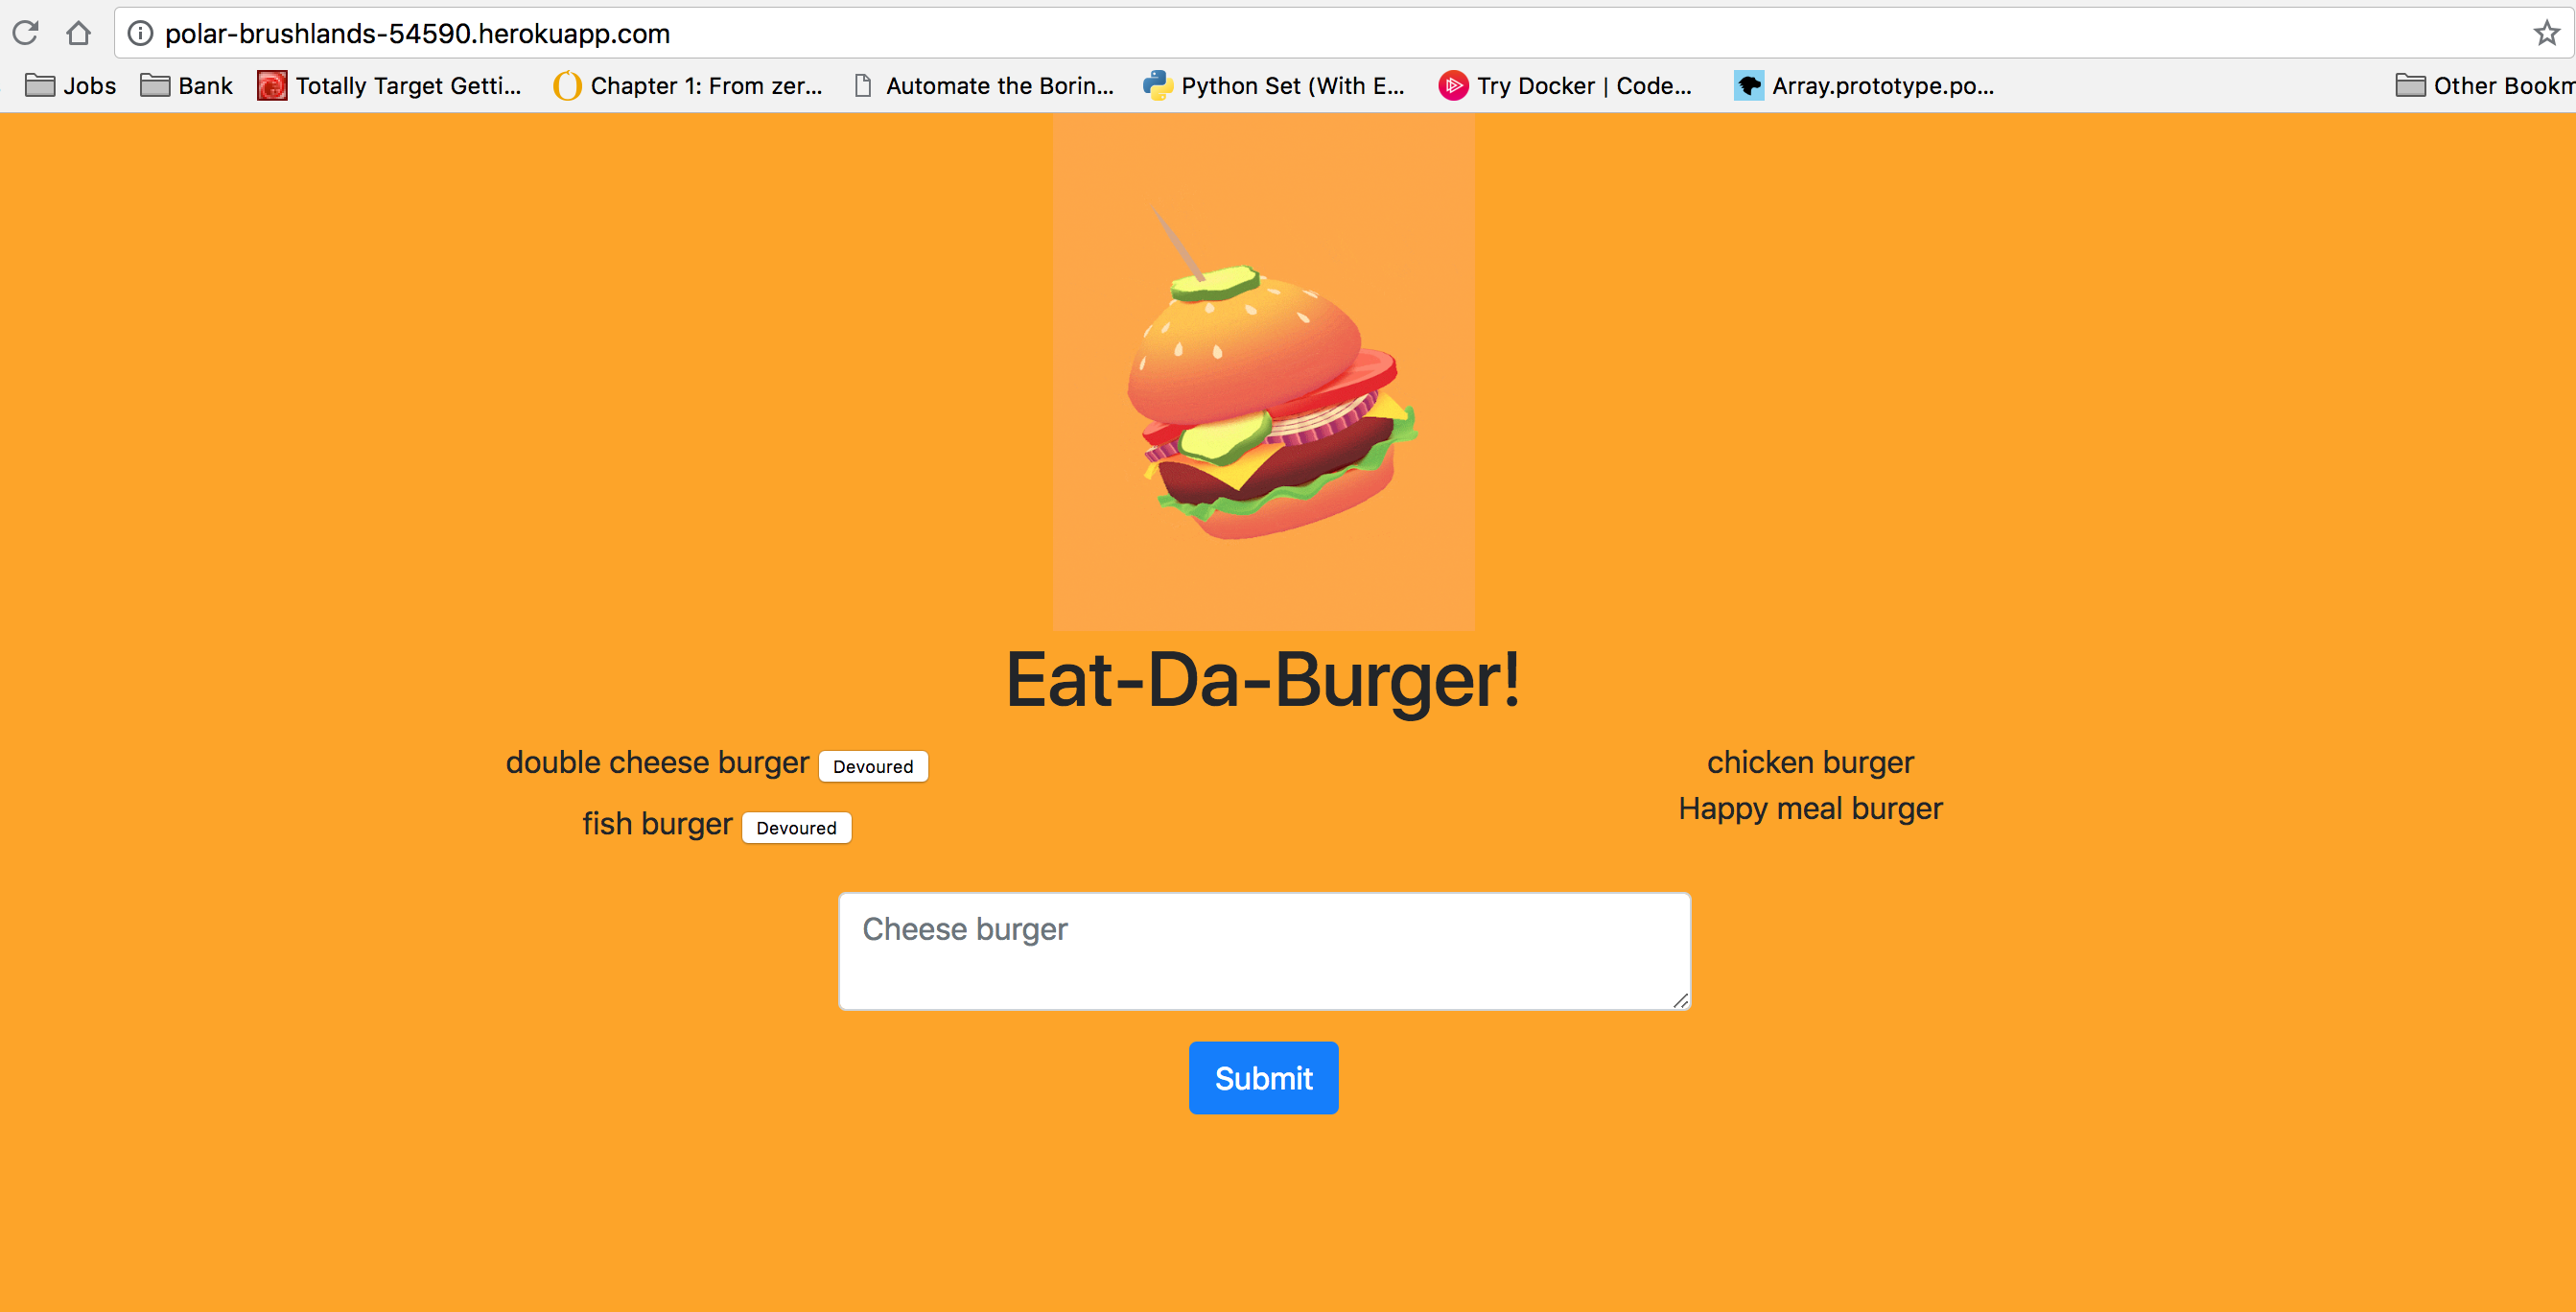 polar-brushlands-54590.herokuapp.com
Jobs Bank Totally Target Getti... Chapter 1: From zer... Automate the Borin... Python Set (With E... Try Docker | Code... Array.prototype.po... Other Bookm
Eat-Da-Burger!
double cheese burger Devoured
fish burger Devoured
chicken burger
Happy meal burger
Cheese burger
Submit